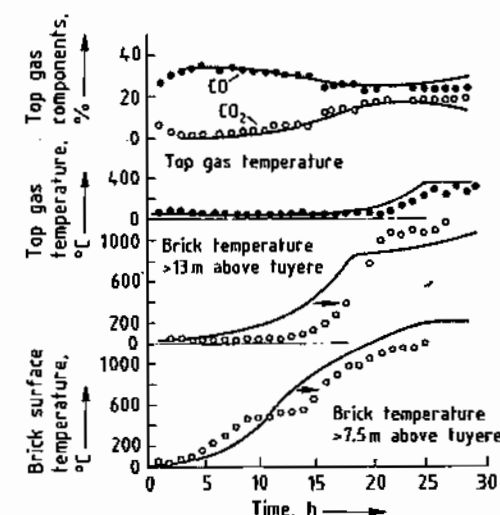 Top gas
components,
%
40
20
0
CO
CO2
Top gas temperature
Top gas
temperature,
°C
400
0
Brick temperature
>13 m above tuyere
1000
600
200
0
Brick surface
temperature,
°C
1000
600
200
0
Brick temperature
>7.5 m above tuyere
0 5 10 15 20 25 30
Time, h